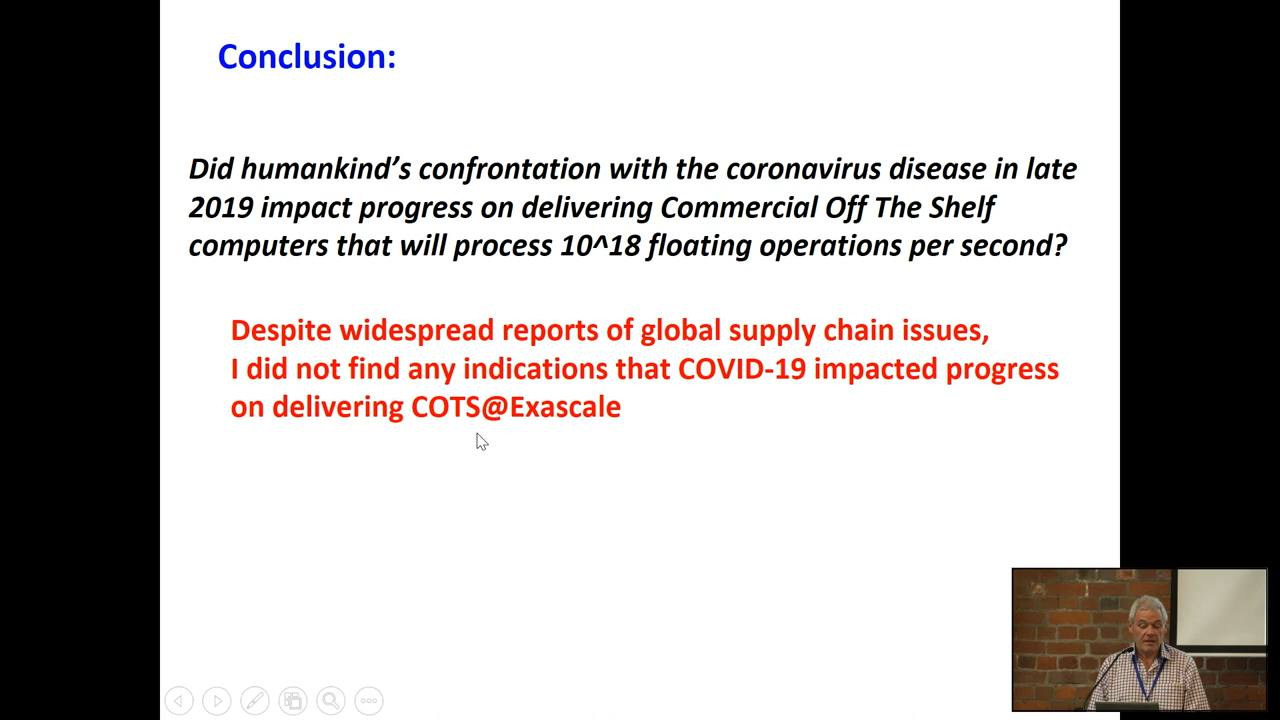 Conclusion:
Did humankind’s confrontation with the coronavirus disease in late
2019 impact progress on delivering Commercial Off The Shelf
computers that will process 10^18 floating operations per second?
Despite widespread reports of global supply chain issues,
I did not find any indications that COVID-19 impacted progress
on delivering COTS@Exascale